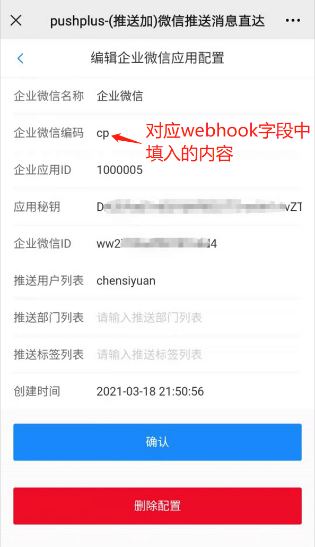 pushplus-(推送加)微信推送消息直达
编辑企业微信应用配置
企业微信名称 企业微信
企业微信编码 cp
对应webhook字段中
填入的内容
企业应用ID 1000005
应用秘钥
企业微信ID
推送用户列表 chensiyuan
推送部门列表 请输入推送部门列表
推送标签列表 请输入推送标签列表
创建时间 2021-03-18 21:50:56
确认
删除配置